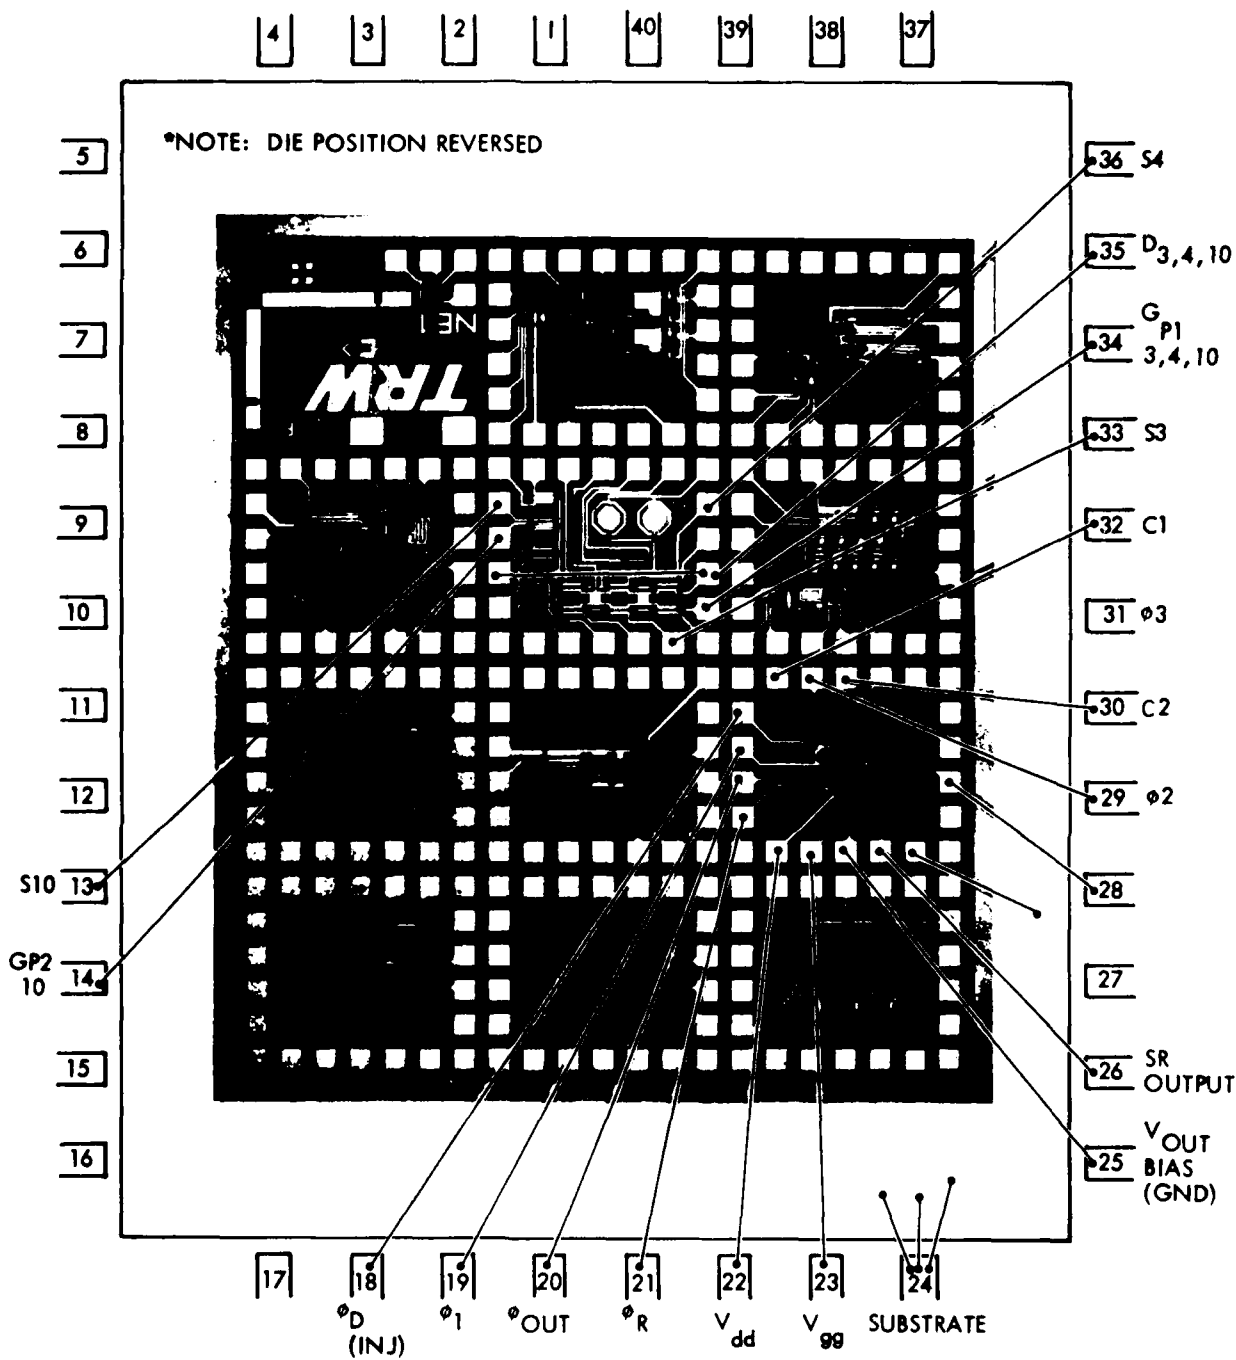 4 3 2 1 40 39 38 37
*NOTE: DIE POSITION REVERSED
5
6
7
8
9
10
11
12
S10 13
GP2
10 14
15
16
36 S4
35 D3,4,10
34 GP1
3,4,10
33 S3
32 C1
31 φ3
30 C2
29 φ2
28
27
26 SR
OUTPUT
25 VOUT
BIAS
(GND)
NE1
TRW
17 18 19 20 21 22 23 24
φD
(INJ)
φ1
φOUT
φR
Vdd
Vgg
SUBSTRATE